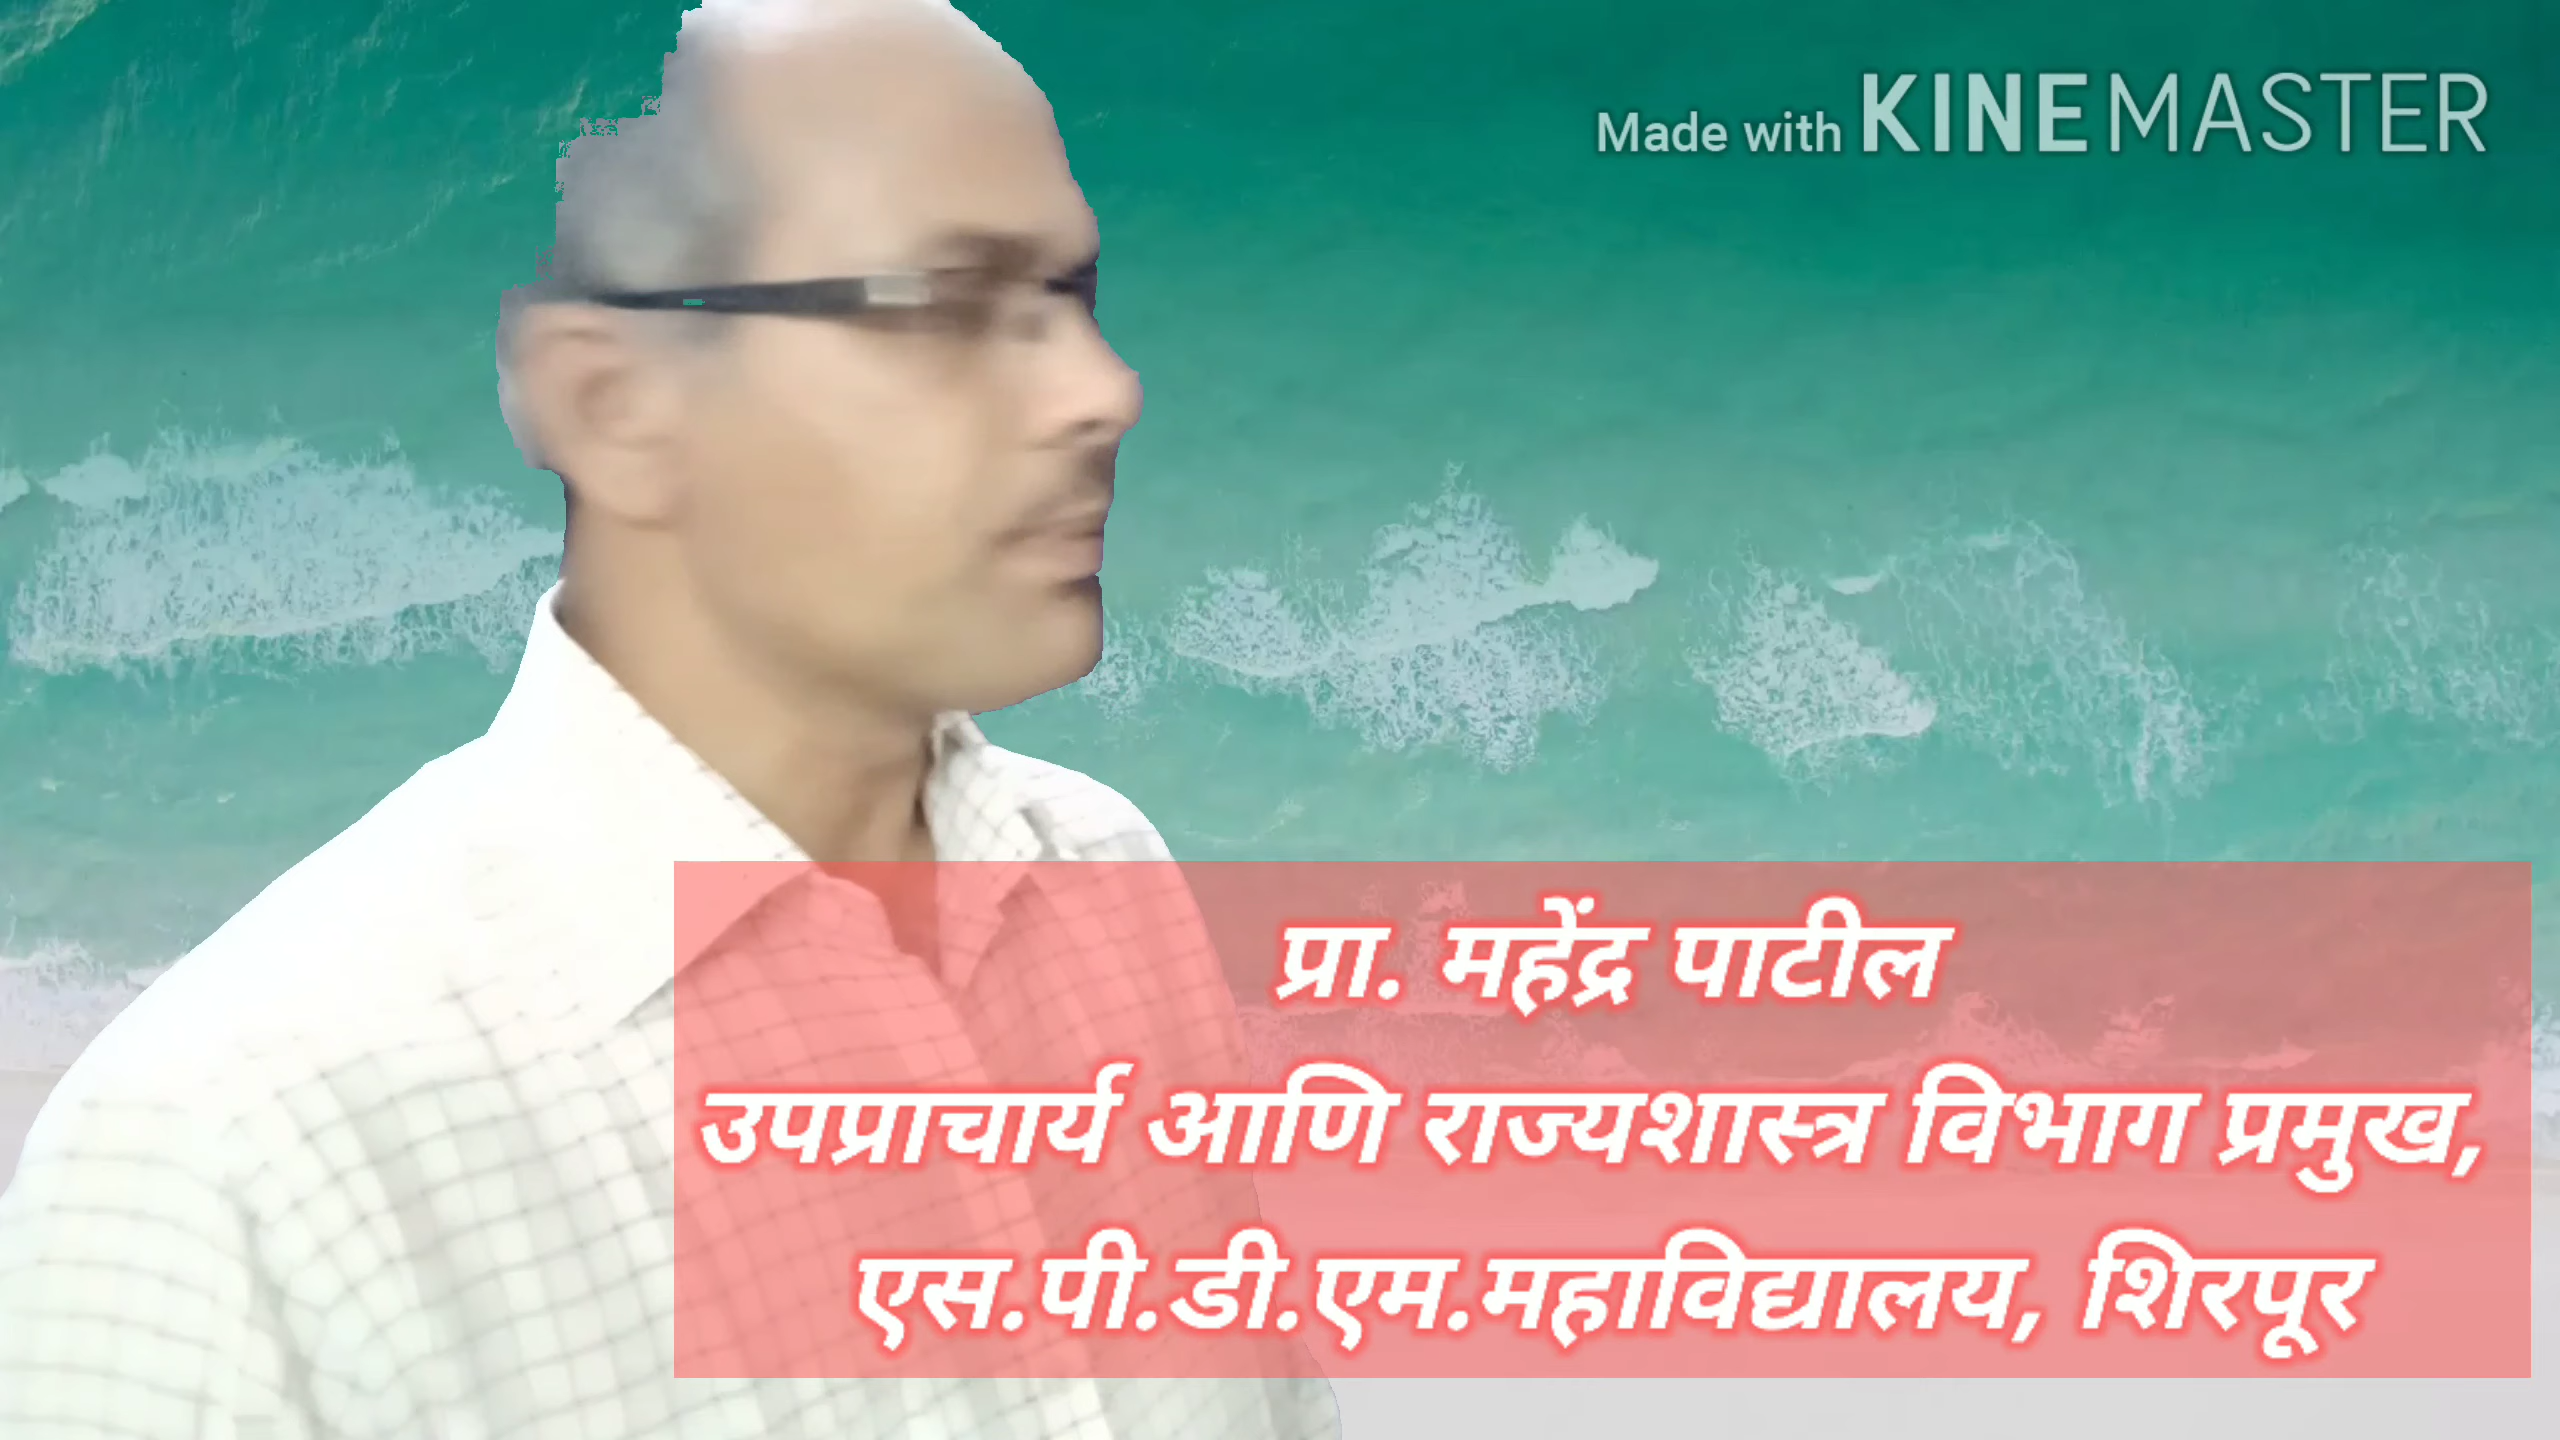 Made with KINEMASTER
प्रा. महेंद्र पाटील
उपप्राचार्य आणि राज्यशास्त्र विभाग प्रमुख,
एस.पी.डी.एम.महाविद्यालय, शिरपूर